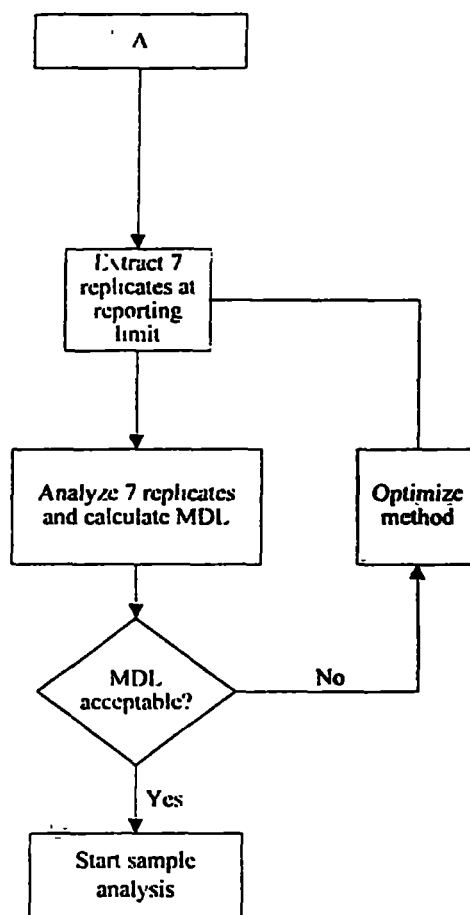 A
Extract 7
replicates at
reporting
limit
Analyze 7 replicates
and calculate MDL
Optimize
method
MDL
acceptable?
No
Yes
Start sample
analysis